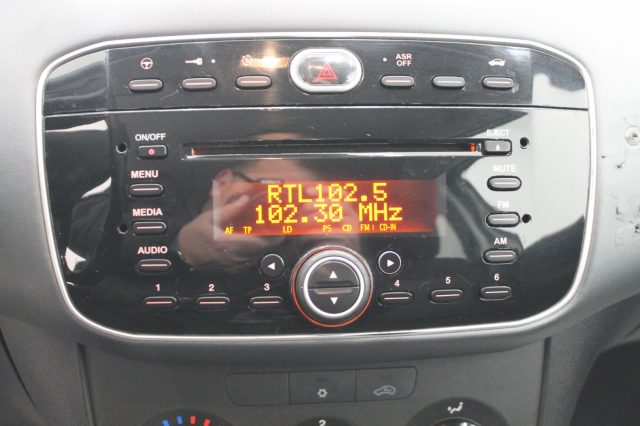 ASR
OFF
ON/OFF
EJECT
MENU
MUTE
RTL102.5
102.30 MHz
MEDIA
FM
AF TP LD PS CD FM1 CD-IN
AUDIO
AM
1 2 3 4 5 6
2